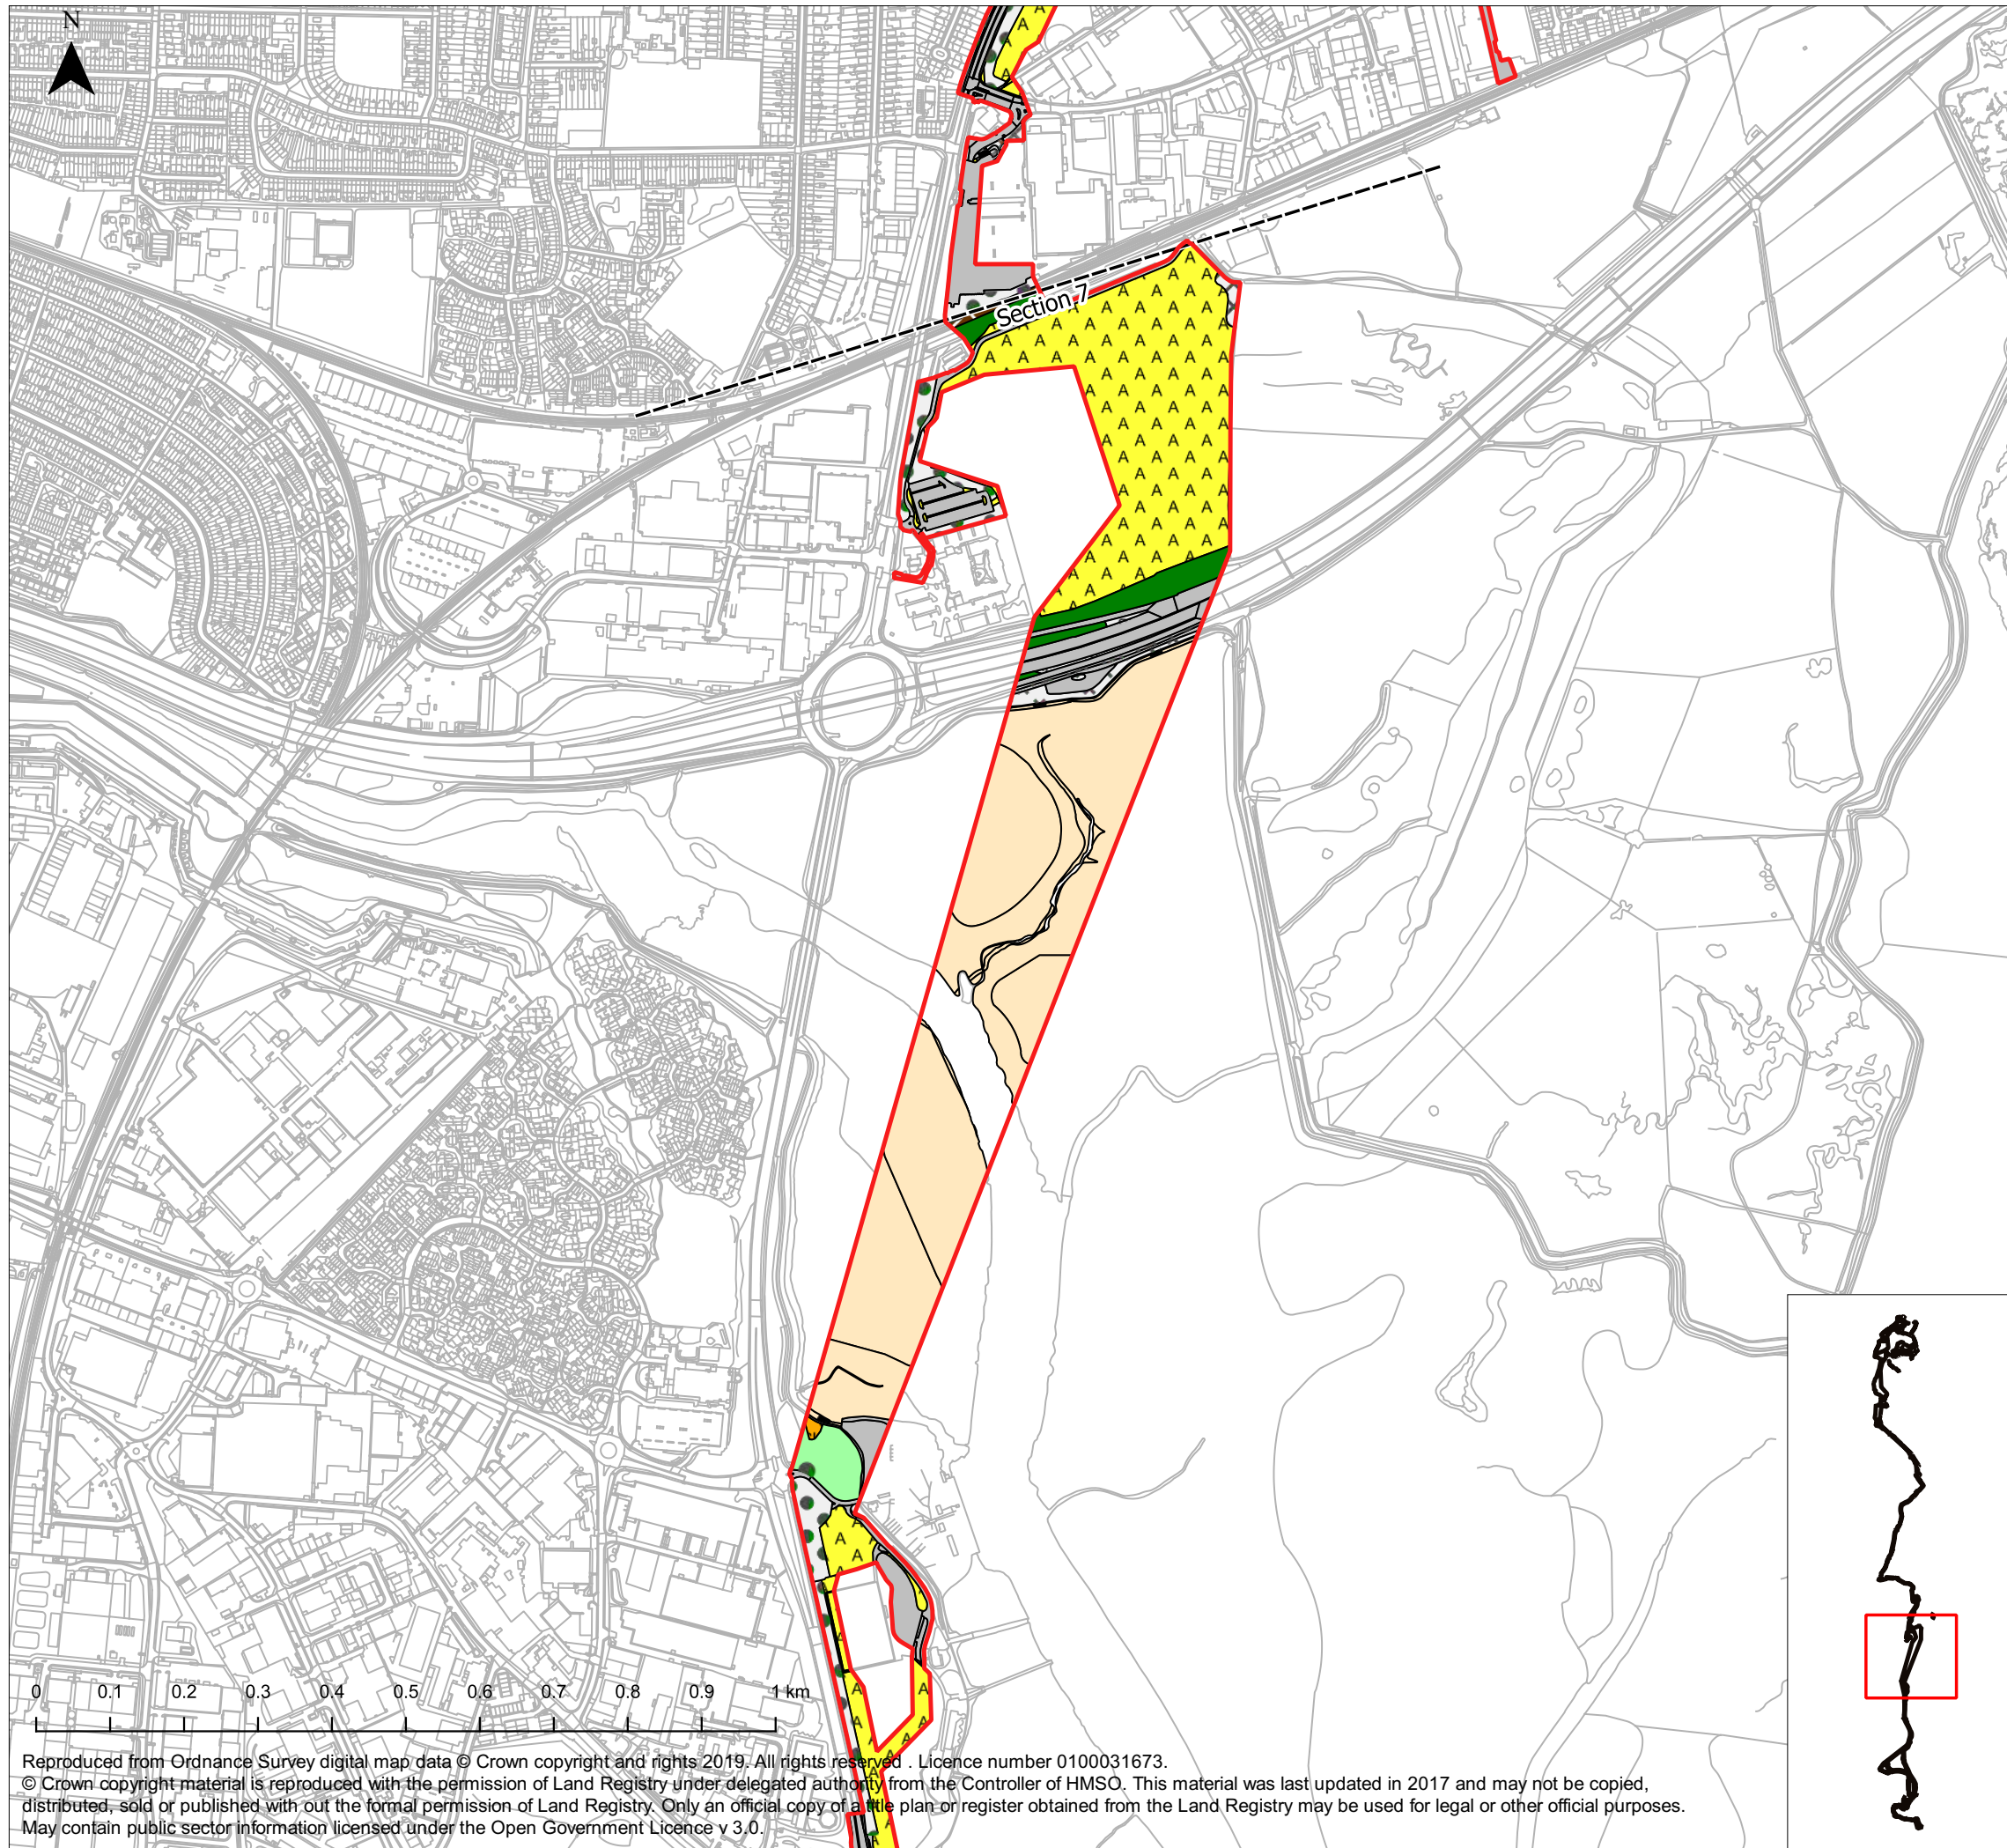 N
Section 7
0 0.1 0.2 0.3 0.4 0.5 0.6 0.7 0.8 0.9 1 km
Reproduced from Ordnance Survey digital map data © Crown copyright and rights 2019. All rights reserved . Licence number 0100031673.
© Crown copyright material is reproduced with the permission of Land Registry under delegated authority from the Controller of HMSO. This material was last updated in 2017 and may not be copied,
distributed, sold or published with out the formal permission of Land Registry. Only an official copy of a title plan or register obtained from the Land Registry may be used for legal or other official purposes.
May contain public sector information licensed under the Open Government Licence v 3.0.